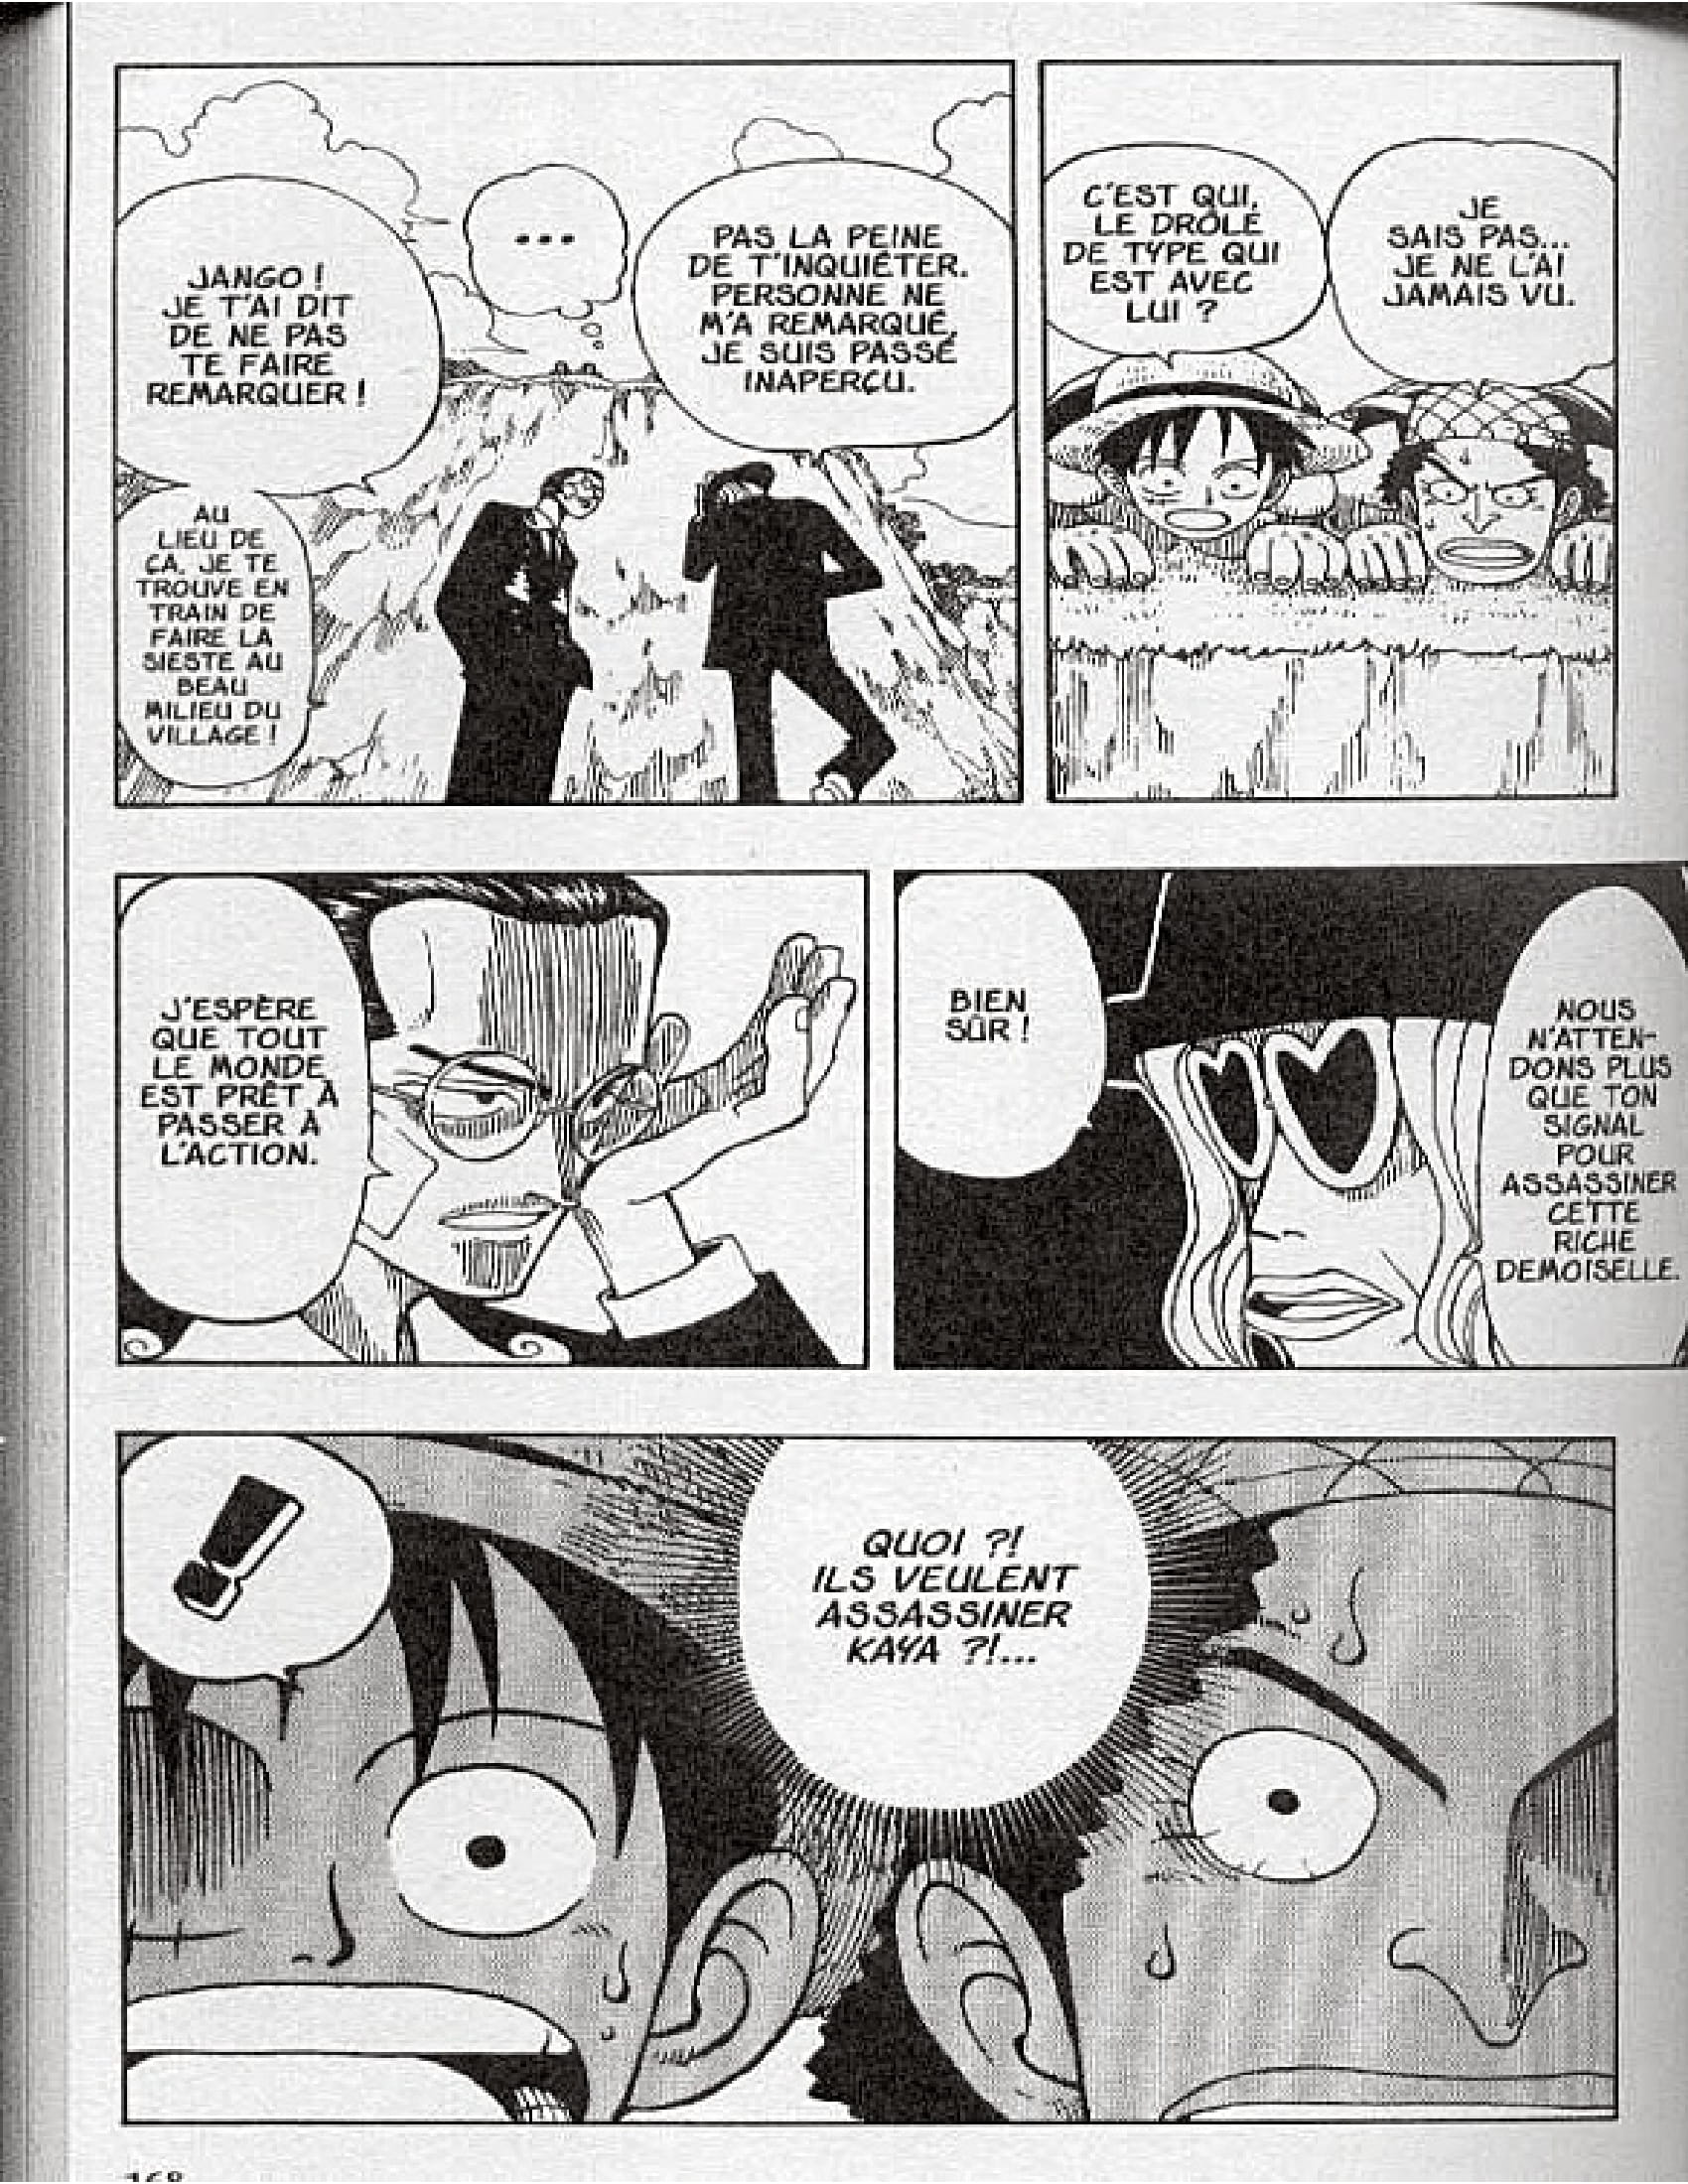 JANGO !
JE T'AI DIT
DE NE PAS
TE FAIRE
REMARQUER !
AU
LIEU DE
ÇA, JE TE
TROUVE EN
TRAIN DE
FAIRE LA
SIESTE AU
BEAU
MILIEU DU
VILLAGE !
...
PAS LA PEINE
DE T'INQUIÉTER.
PERSONNE NE
M'A REMARQUÉ,
JE SUIS PASSÉ
INAPERÇU.
C'EST QUI,
LE DRÔLE
DE TYPE QUI
EST AVEC
LUI ?
JE
SAIS PAS...
JE NE L'AI
JAMAIS VU.
J'ESPÈRE
QUE TOUT
LE MONDE
EST PRÊT À
PASSER À
L'ACTION.
BIEN
SÛR !
NOUS
N'ATTEN-
DONS PLUS
QUE TON
SIGNAL
POUR
ASSASSINER
CETTE
RICHE
DEMOISELLE.
!
QUOI ?!
ILS VEULENT
ASSASSINER
KAYA ?!...
168